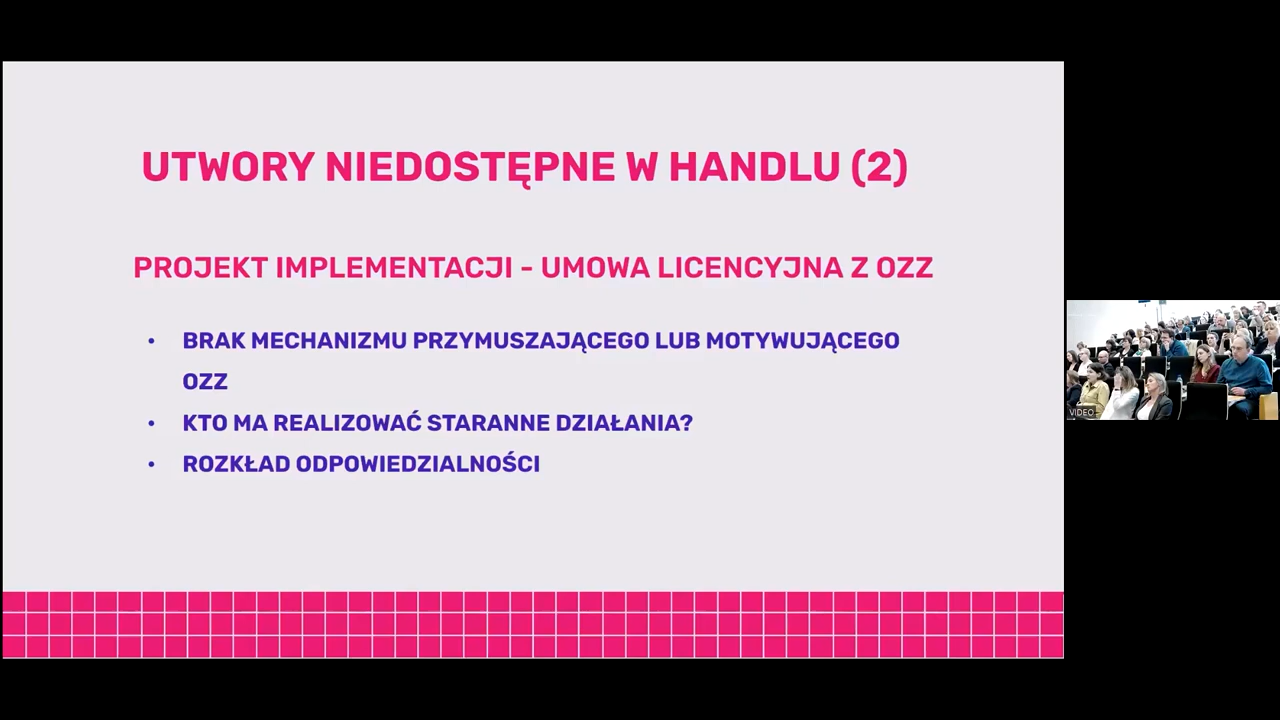 UTWORY NIEDOSTĘPNE W HANDLU (2)
PROJEKT IMPLEMENTACJI - UMOWA LICENCYJNA Z OZZ
• BRAK MECHANIZMU PRZYMUSZAJĄCEGO LUB MOTYWUJĄCEGO
OZZ
• KTO MA REALIZOWAĆ STARANNE DZIAŁANIA?
• ROZKŁAD ODPOWIEDZIALNOŚCI
VIDEO